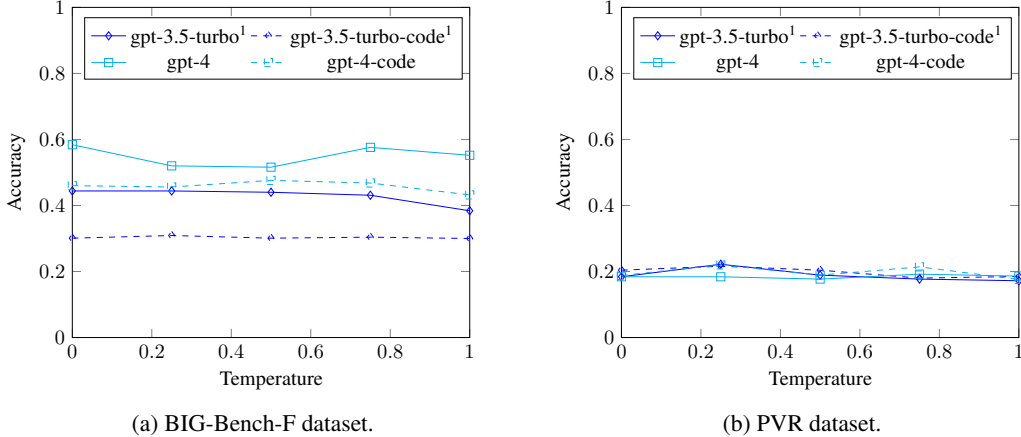 gpt-3.5-turbo¹ gpt-3.5-turbo-code¹
gpt-4 gpt-4-code
1
0.8
0.6
0.4
0.2
0
Accuracy
0 0.2 0.4 0.6 0.8 1
Temperature
(a) BIG-Bench-F dataset.
gpt-3.5-turbo¹ gpt-3.5-turbo-code¹
gpt-4 gpt-4-code
1
0.8
0.6
0.4
0.2
0
Accuracy
0 0.2 0.4 0.6 0.8 1
Temperature
(b) PVR dataset.